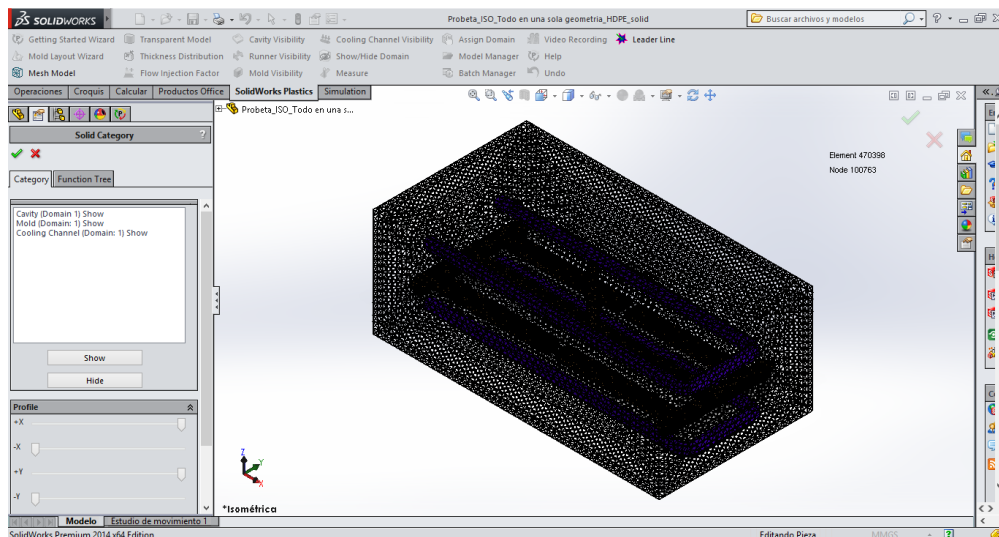 SOLIDWORKS
Probeta_ISO_Todo en una sola geometria_HDPE_solid
Buscar archivos y modelos
Getting Started Wizard
Transparent Model
Cavity Visibility
Cooling Channel Visibility
Assign Domain
Video Recording
Leader Line
Mold Layout Wizard
Thickness Distribution
Runner Visibility
Show/Hide Domain
Model Manager
Help
Mesh Model
Flow Injection Factor
Mold Visibility
Measure
Batch Manager
Undo
Operaciones
Croquis
Calcular
Productos Office
SolidWorks Plastics
Simulation
Probeta_ISO_Todo en una s...
Solid Category
?
Category
Function Tree
Cavity (Domain 1) Show
Mold (Domain: 1) Show
Cooling Channel (Domain: 1) Show
Show
Hide
Profile
+X
-X
+Y
-Y
Element 470398
Node 100763
Z
Y
X
*Isométrica
Modelo
Estudio de movimiento 1
SolidWorks Premium 2014 x64 Edition
Editando Pieza
MMGS